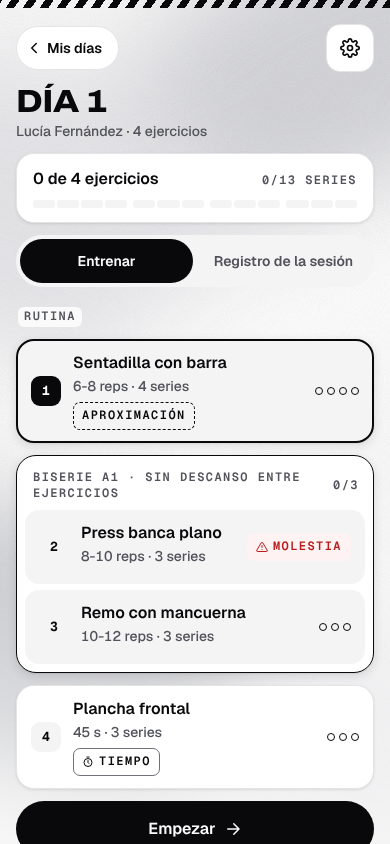 Mis días
DÍA 1
Lucía Fernández · 4 ejercicios
0 de 4 ejercicios
0/13 SERIES
Entrenar
Registro de la sesión
RUTINA
1
Sentadilla con barra
6-8 reps · 4 series
APROXIMACIÓN
BISERIE A1 · SIN DESCANSO ENTRE
EJERCICIOS
0/3
2
Press banca plano
8-10 reps · 3 series
MOLESTIA
3
Remo con mancuerna
10-12 reps · 3 series
4
Plancha frontal
45 s · 3 series
TIEMPO
Empezar